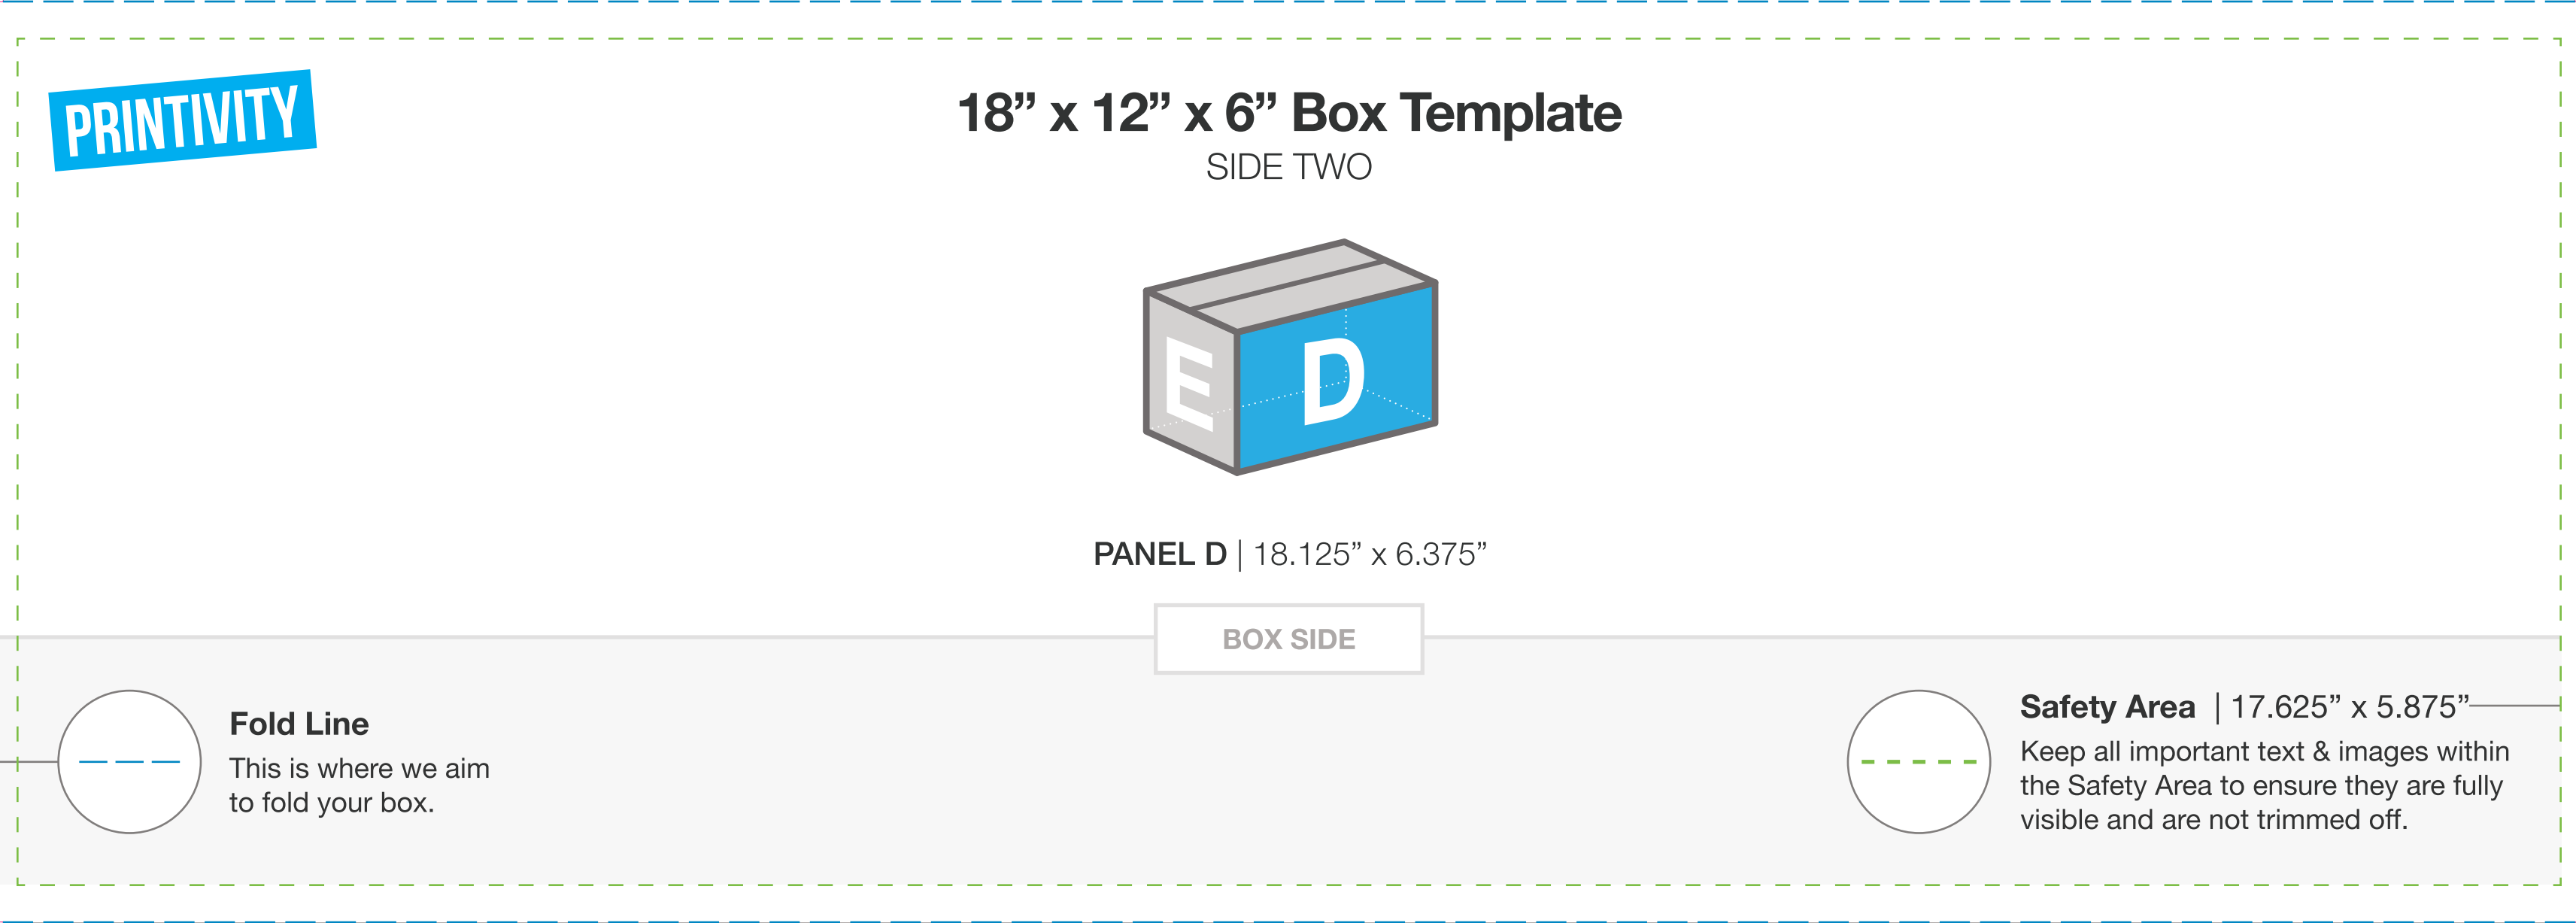 PRINTIVITY
18” x 12” x 6” Box Template
SIDE TWO
E
D
PANEL D | 18.125” x 6.375”
BOX SIDE
Fold Line
This is where we aim
to fold your box.
Safety Area | 17.625” x 5.875”
Keep all important text & images within
the Safety Area to ensure they are fully
visible and are not trimmed off.